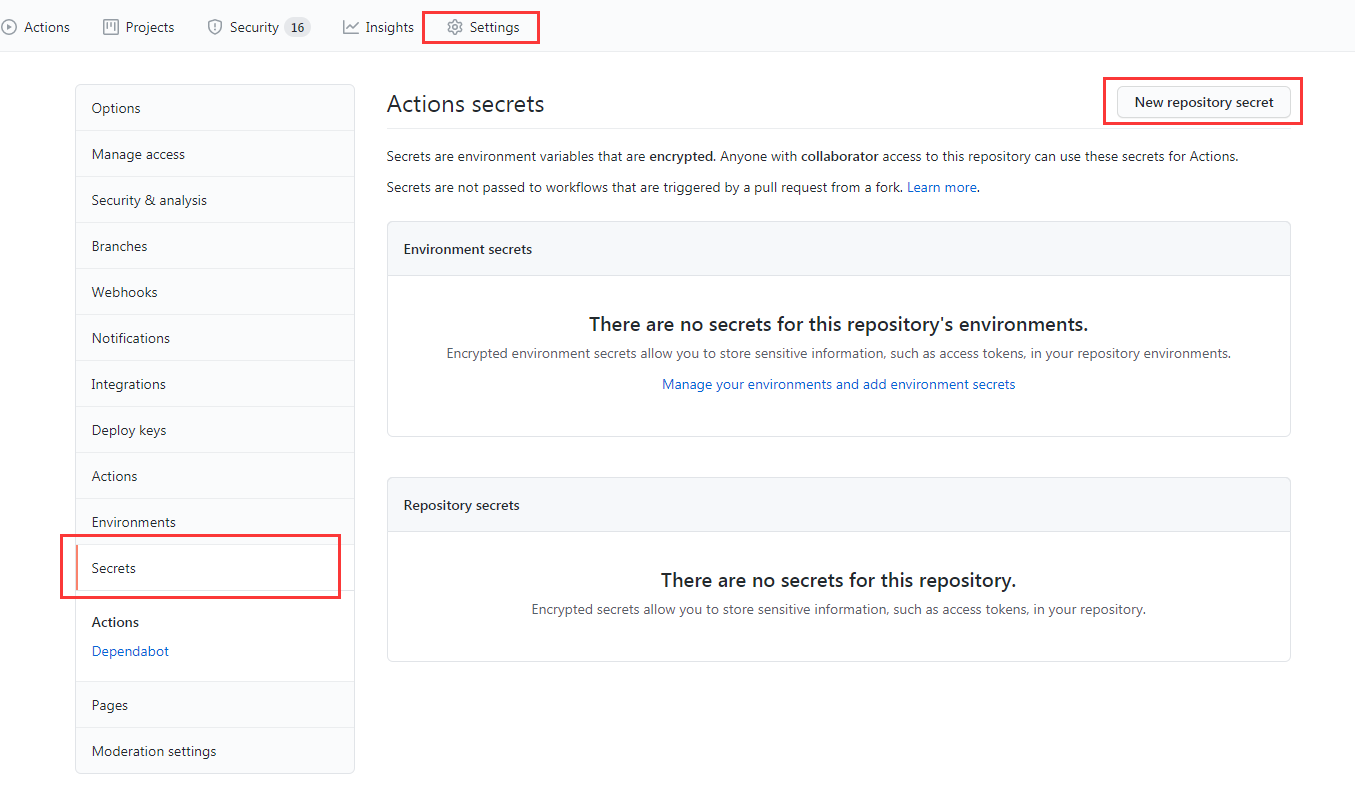 Actions Projects Security 16 Insights Settings
Options
Manage access
Security & analysis
Branches
Webhooks
Notifications
Integrations
Deploy keys
Actions
Environments
Secrets
Actions
Dependabot
Pages
Moderation settings
Actions secrets
New repository secret
Secrets are environment variables that are encrypted. Anyone with collaborator access to this repository can use these secrets for Actions.
Secrets are not passed to workflows that are triggered by a pull request from a fork. Learn more.
Environment secrets
There are no secrets for this repository's environments.
Encrypted environment secrets allow you to store sensitive information, such as access tokens, in your repository environments.
Manage your environments and add environment secrets
Repository secrets
There are no secrets for this repository.
Encrypted secrets allow you to store sensitive information, such as access tokens, in your repository.